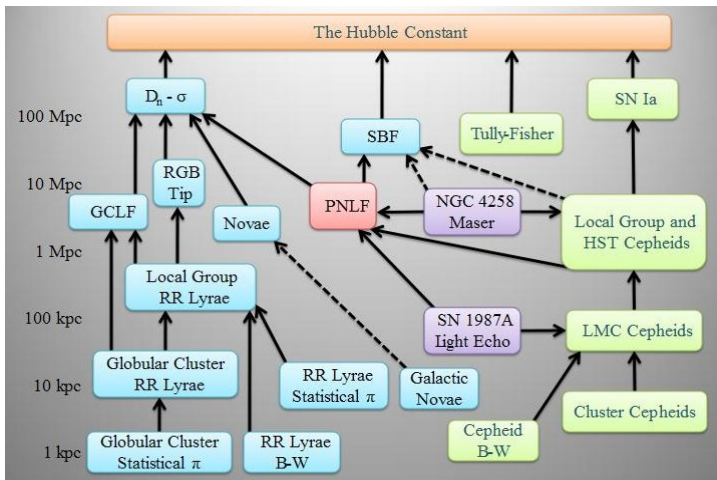 The Hubble Constant
Dn - σ
SN Ia
100 Mpc
SBF
Tully-Fisher
10 Mpc
RGB
Tip
GCLF
Novae
PNLF
NGC 4258
Maser
Local Group and
HST Cepheids
1 Mpc
Local Group
RR Lyrae
100 kpc
SN 1987A
Light Echo
LMC Cepheids
Globular Cluster
RR Lyrae
RR Lyrae
Statistical π
Galactic
Novae
10 kpc
Cluster Cepheids
Globular Cluster
Statistical π
RR Lyrae
B-W
Cepheid
B-W
1 kpc